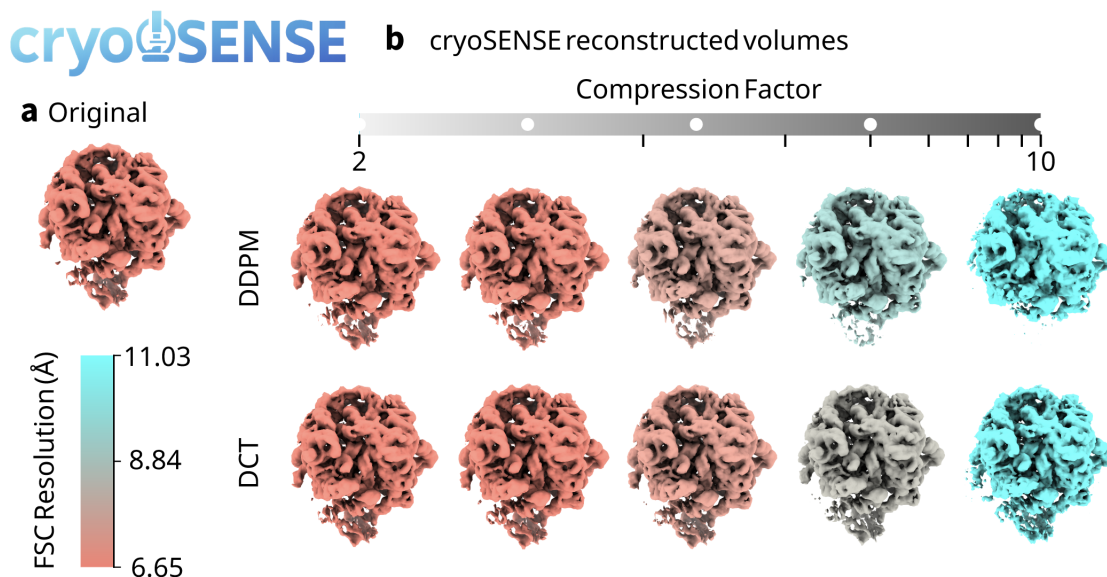 cryoSENSE
b cryoSENSE reconstructed volumes
a Original
Compression Factor
2
10
DDPM
FSC Resolution (Å)
11.03
8.84
6.65
DCT